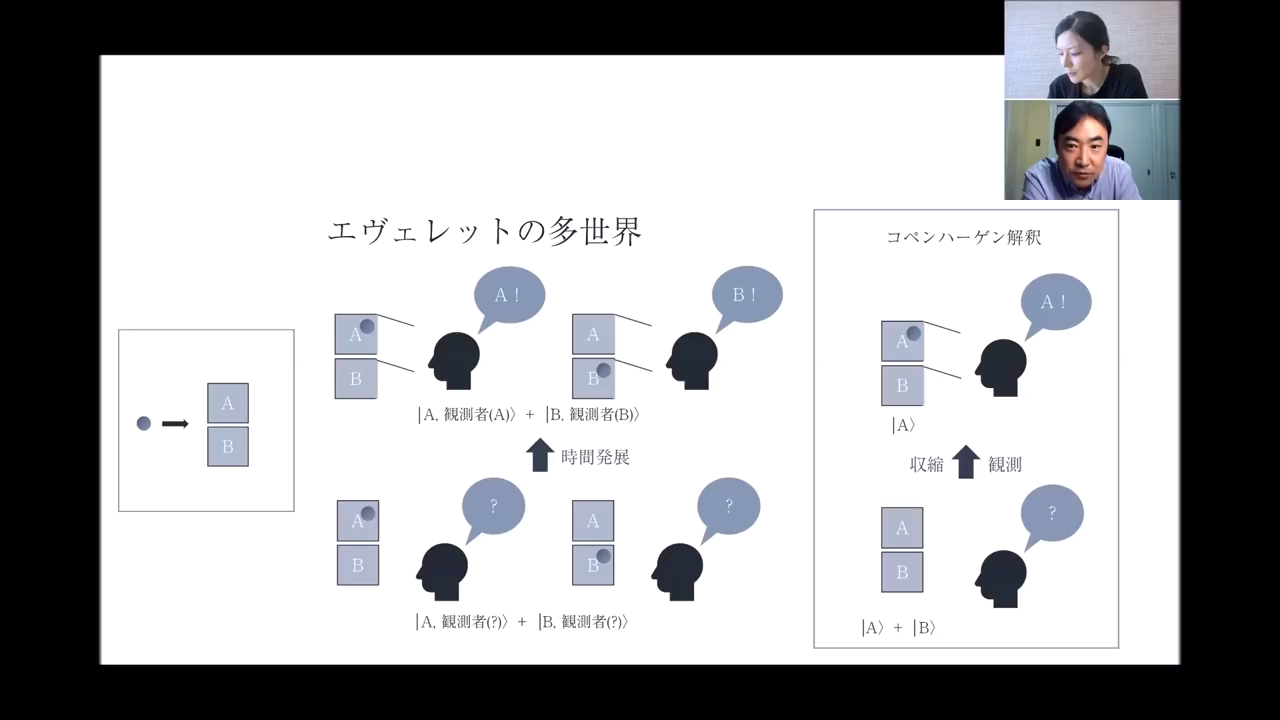 エヴェレットの多世界
A
B
A
B
A !
A
B
B !
|A, 観測者(A)〉 + |B, 観測者(B)〉
時間発展
A
B
?
A
B
?
|A, 観測者(?)〉 + |B, 観測者(?)〉
コペンハーゲン解釈
A
B
A !
|A〉
収縮 観測
A
B
?
|A〉 + |B〉